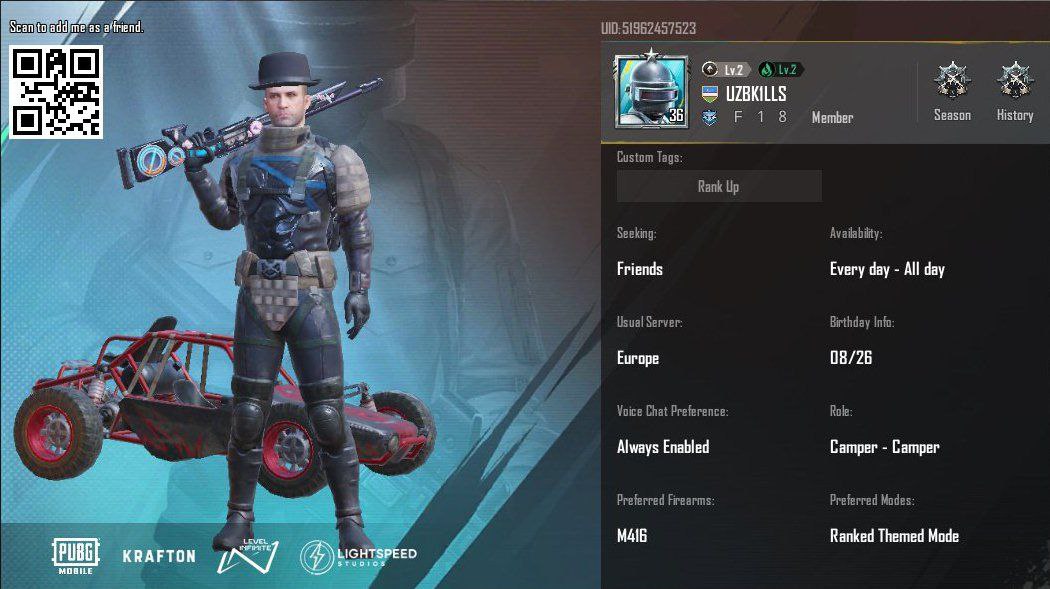 Scan to add me as a friend.
UID:51962457523
Lv.2 Lv.2
UZBK1LLS
36
F 1 8 Member
Season History
Custom Tags:
Rank Up
Seeking: Availability:
Friends Every day - All day
Usual Server: Birthday Info:
Europe 08/26
Voice Chat Preference: Role:
Always Enabled Camper - Camper
Preferred Firearms: Preferred Modes:
M416 Ranked Themed Mode
PUBG
MOBILE
KRAFTON
LEVEL
INFINITE
LIGHTSPEED
STUDIOS